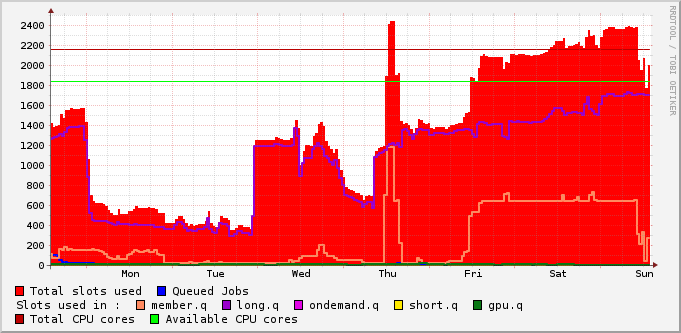 2400
2200
2000
1800
1600
1400
1200
1000
800
600
400
200
0
Mon Tue Wed Thu Fri Sat Sun
RRDTOOL / TOBI OETIKER
Total slots used Queued Jobs
Slots used in : member.q long.q ondemand.q short.q gpu.q
Total CPU cores Available CPU cores